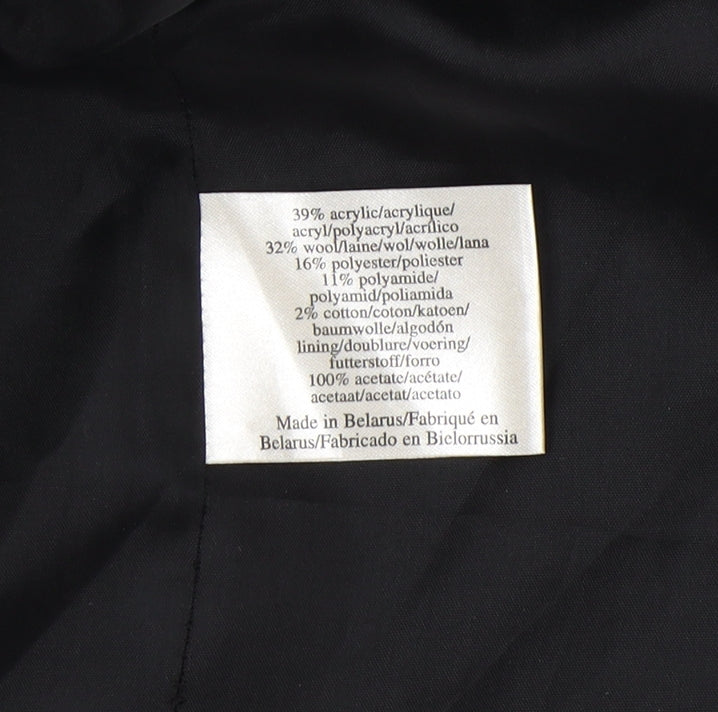 39% acrylic/acrylique/
acryl/polyacryl/acrílico
32% wool/laine/wol/wolle/lana
16% polyester/poliester
11% polyamide/
polyamid/poliamida
2% cotton/coton/katoen/
baumwolle/algodón
lining/doublure/voering/
futterstoff/forro
100% acetate/acétate/
acetaat/acetat/acetato
Made in Belarus/Fabriqué en
Belarus/Fabricado en Bielorrussia